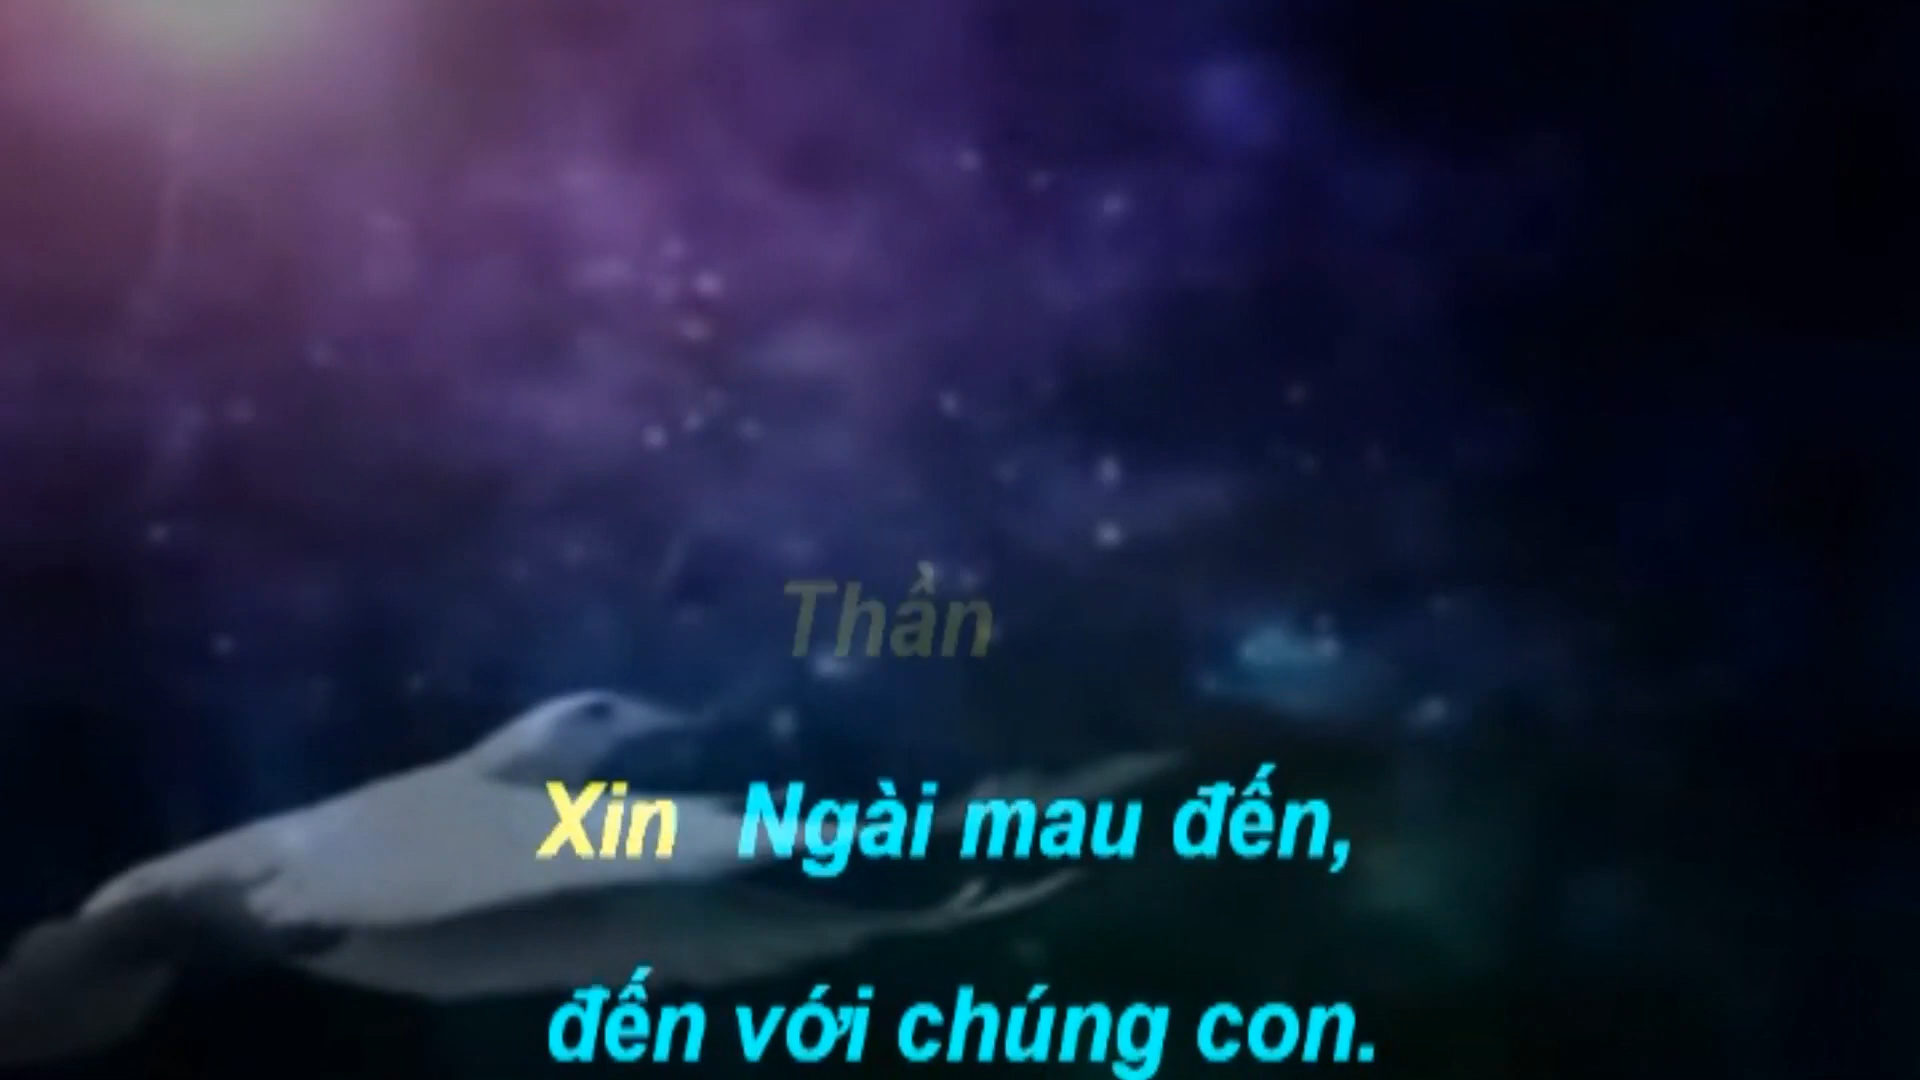 Thần
Xin Ngài mau đến,
đến với chúng con.